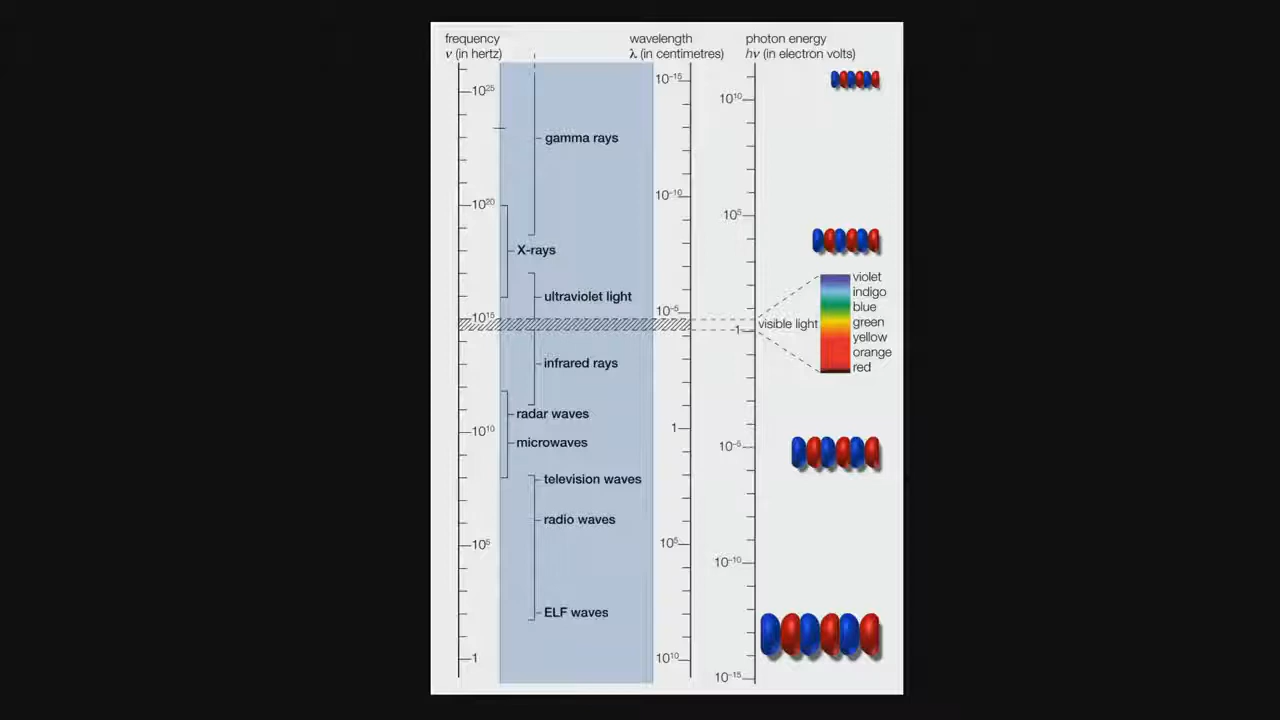 frequency
ν (in hertz)
wavelength
λ (in centimetres)
photon energy
hν (in electron volts)
10²⁵
10²⁰
10¹⁵
10¹⁰
10⁵
1
gamma rays
X-rays
ultraviolet light
infrared rays
radar waves
microwaves
television waves
radio waves
ELF waves
10⁻¹⁵
10⁻¹⁰
10⁻⁵
1
10⁵
10¹⁰
10¹⁰
10⁵
1
10⁻⁵
10⁻¹⁰
10⁻¹⁵
visible light
violet
indigo
blue
green
yellow
orange
red